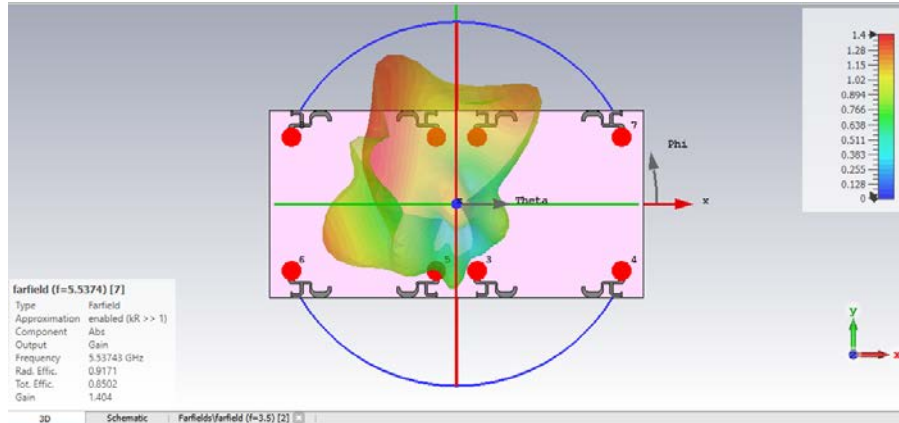 1.4
1.28
1.15
1.02
0.894
0.766
0.638
0.511
0.383
0.255
0.128
0
7
Phi
Theta
x
6
5
3
4
farfield (f=5.5374) [7]
Type Farfield
Approximation enabled (kR >> 1)
Component Abs
Output Gain
Frequency 5.53743 GHz
Rad. Effic. 0.9171
Tot. Effic. 0.8502
Gain 1.404
y
x
3D Schematic Farfields\farfield (f=3.5) [2]